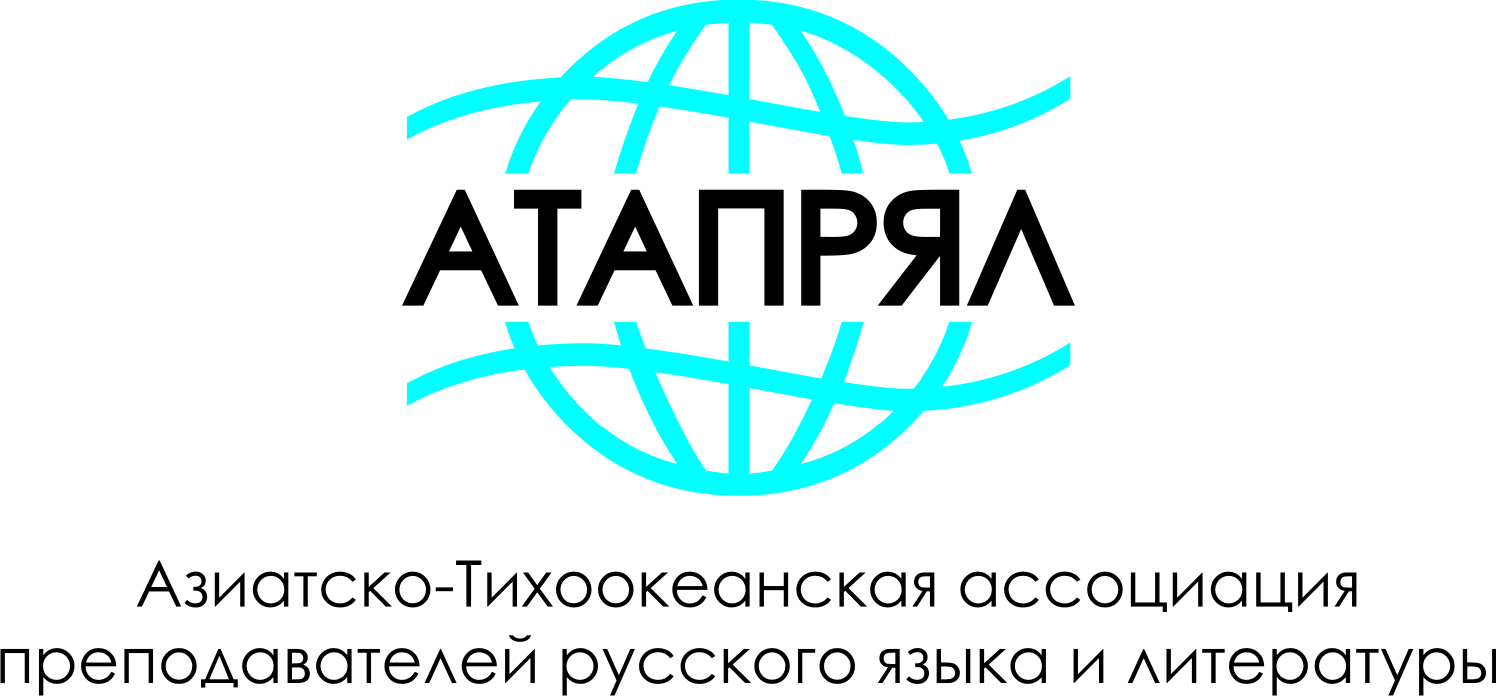 АТАПРЯЛ
Азиатско-Тихоокеанская ассоциация
преподавателей русского языка и литературы